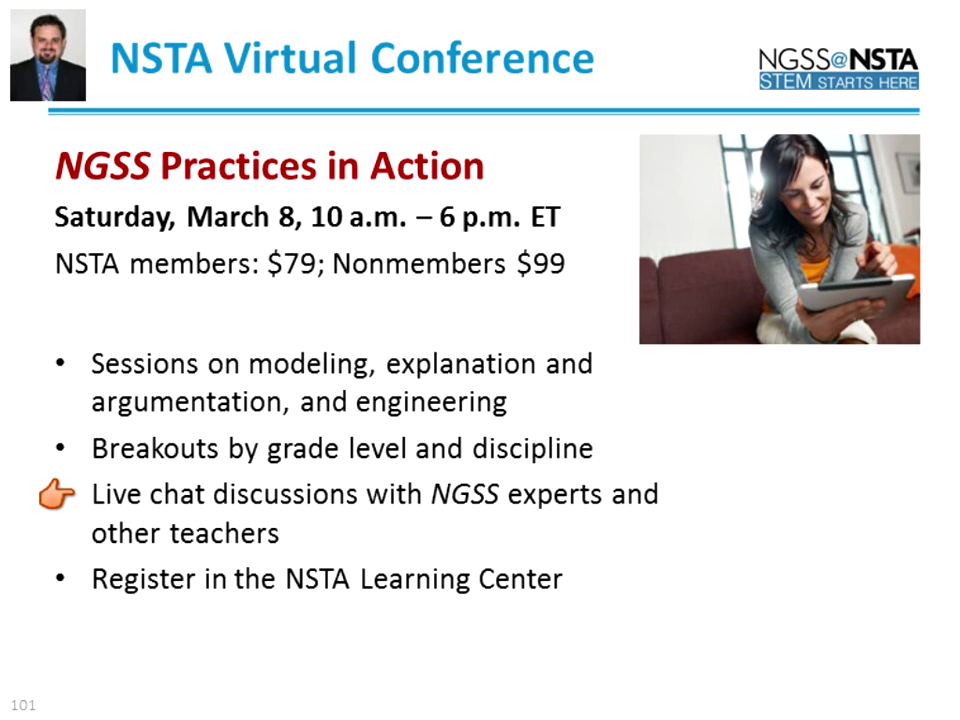 NSTA Virtual Conference
NGSS@NSTA
STEM STARTS HERE
NGSS Practices in Action
Saturday, March 8, 10 a.m. – 6 p.m. ET
NSTA members: $79; Nonmembers $99
• Sessions on modeling, explanation and
argumentation, and engineering
• Breakouts by grade level and discipline
Live chat discussions with NGSS experts and
other teachers
• Register in the NSTA Learning Center
101